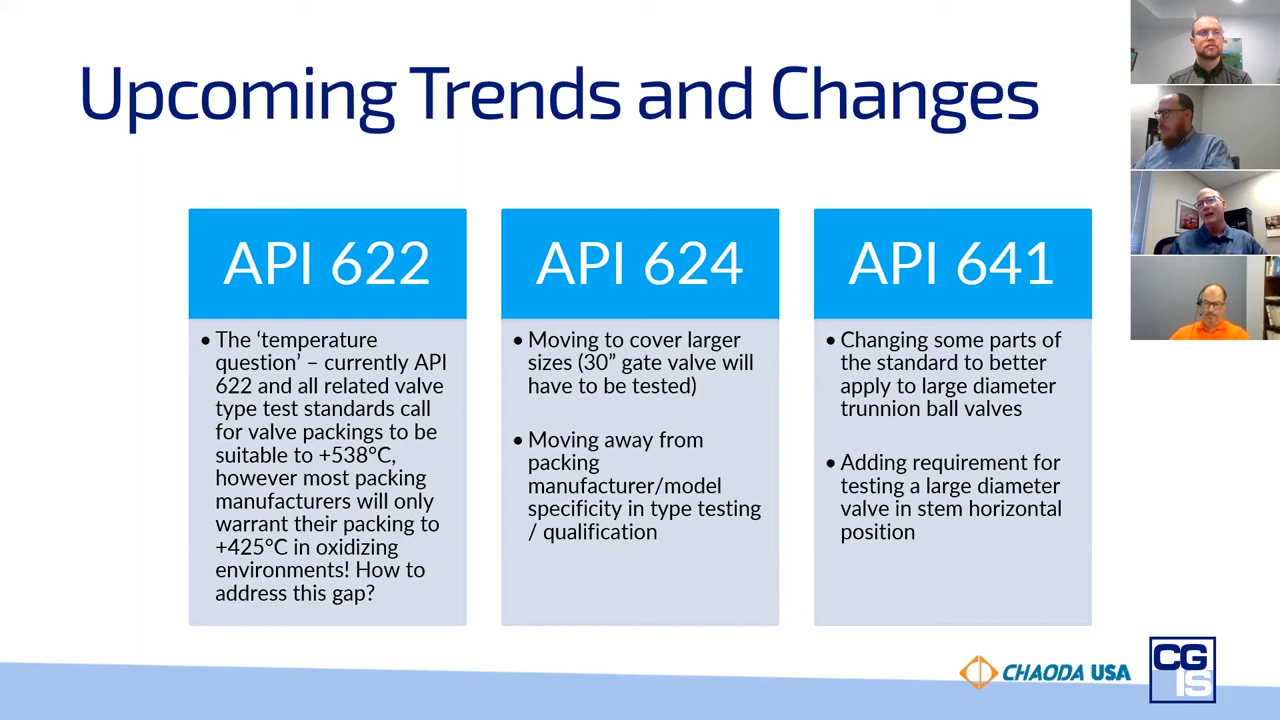 Upcoming Trends and Changes
API 622
• The ‘temperature
question’ – currently API
622 and all related valve
type test standards call
for valve packings to be
suitable to +538°C,
however most packing
manufacturers will only
warrant their packing to
+425°C in oxidizing
environments! How to
address this gap?
API 624
• Moving to cover larger
sizes (30” gate valve will
have to be tested)
• Moving away from
packing
manufacturer/model
specificity in type testing
/ qualification
API 641
• Changing some parts of
the standard to better
apply to large diameter
trunnion ball valves
• Adding requirement for
testing a large diameter
valve in stem horizontal
position
CHAODA USA
CG
IS